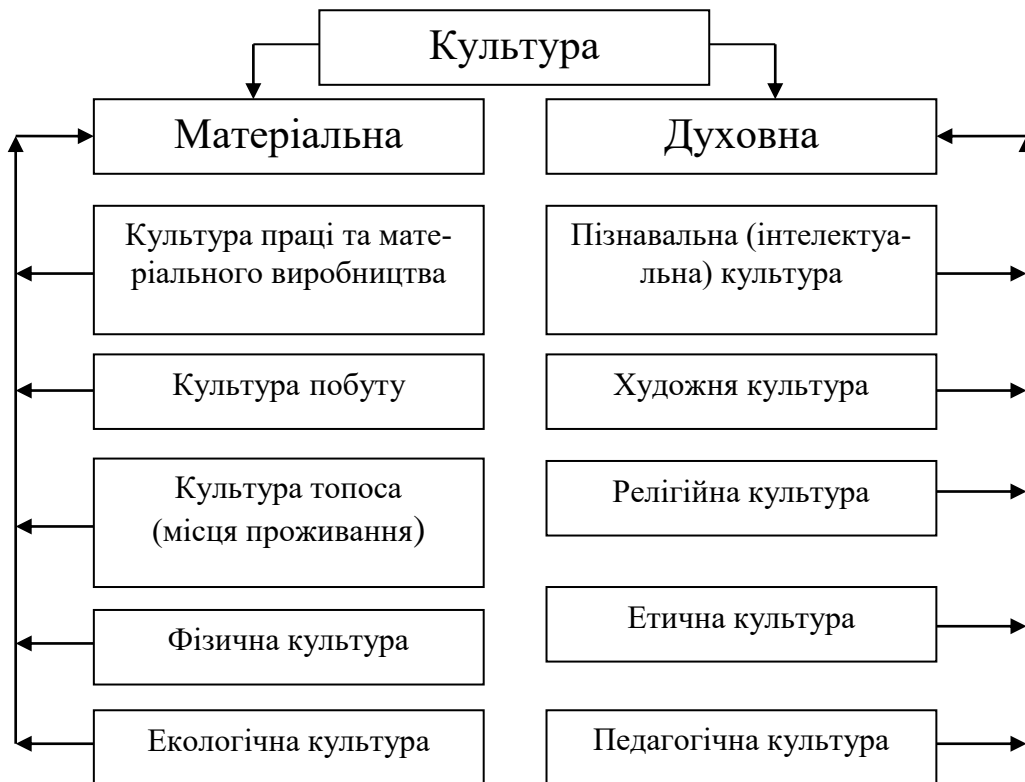 Культура
Матеріальна
Духовна
Культура праці та мате-
ріального виробництва
Пізнавальна (інтелектуа-
льна) культура
Культура побуту
Художня культура
Культура топоса
(місця проживання)
Релігійна культура
Етична культура
Фізична культура
Екологічна культура
Педагогічна культура